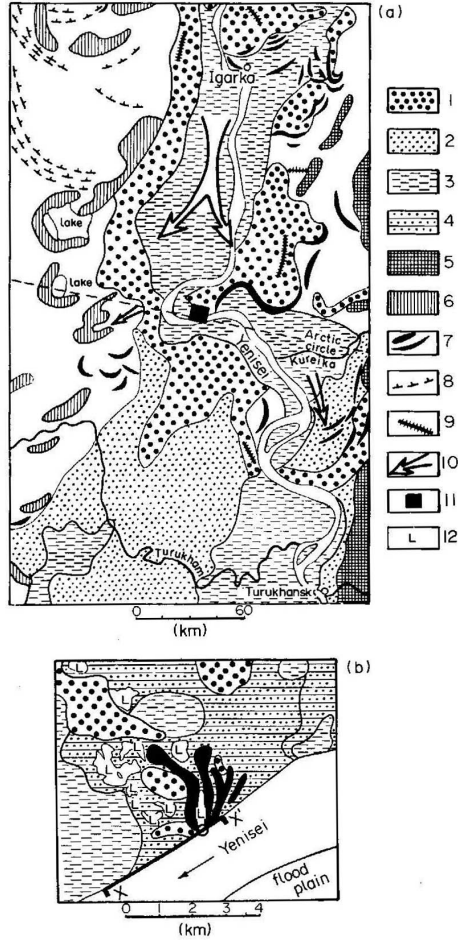 (a)
Igarka
lake
lake
Arctic
circle
Kureika
Yenisei
Turukhan
Turukhansk
0 60
(km)
1
2
3
4
5
6
7
8
9
10
11
12
L
(b)
L
L
L
L
L
L
L
L
X'
X
Yenisei
flood
plain
0 1 2 3 4
(km)